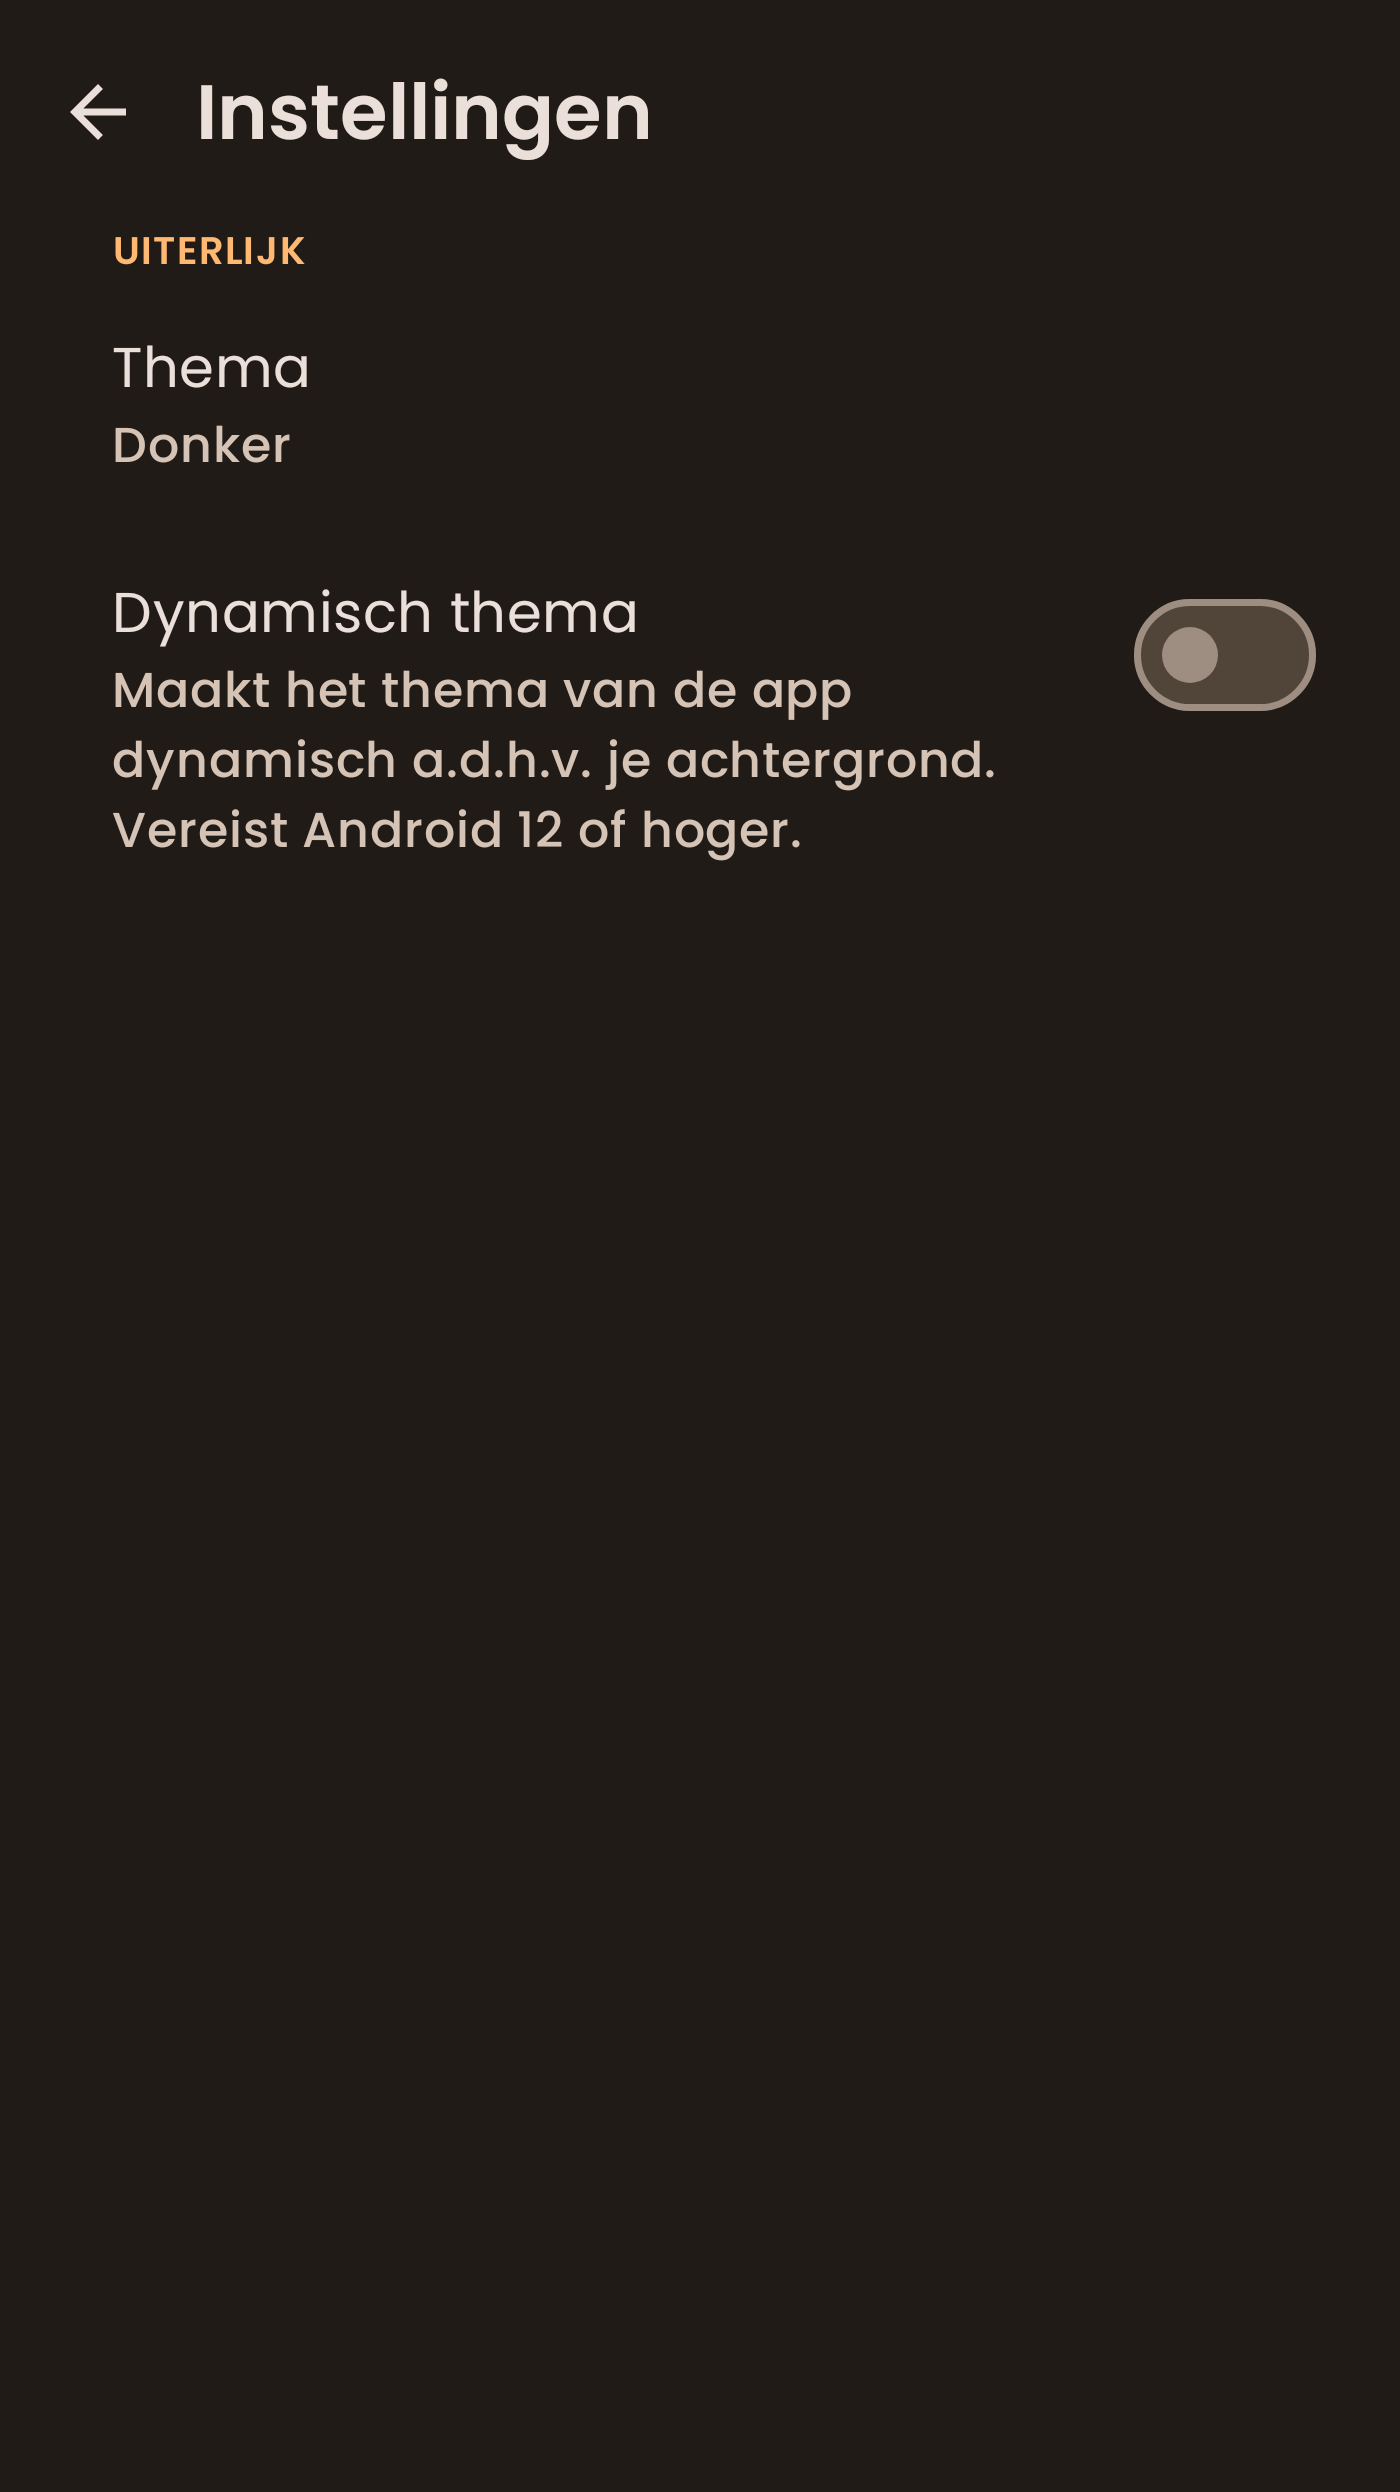 Instellingen
UITERLIJK
Thema
Donker
Dynamisch thema
Maakt het thema van de app
dynamisch a.d.h.v. je achtergrond.
Vereist Android 12 of hoger.